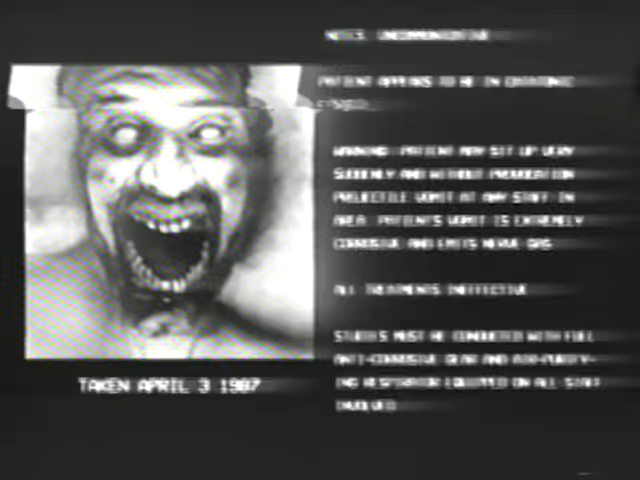 NOTES: UNCOMMUNICATIVE
PATIENT APPEARS TO BE IN CATATONIC
WARNING: PATIENT MAY SIT UP VERY
SUDDENLY AND WITHOUT PROVOCATION
PROJECTILE VOMIT AT ANY STAFF IN
AREA. PATIENT'S VOMIT IS EXTREMELY
CORROSIVE AND EMITS NERVE GAS
ALL TREATMENTS INEFFECTIVE
STUDIES MUST BE CONDUCTED WITH FULL
ANTI-CORROSIVE GEAR AND AIR-PURIFY-
ING RESPIRATOR EQUIPPED ON ALL STAFF
INVOLVED
TAKEN APRIL 3 1987